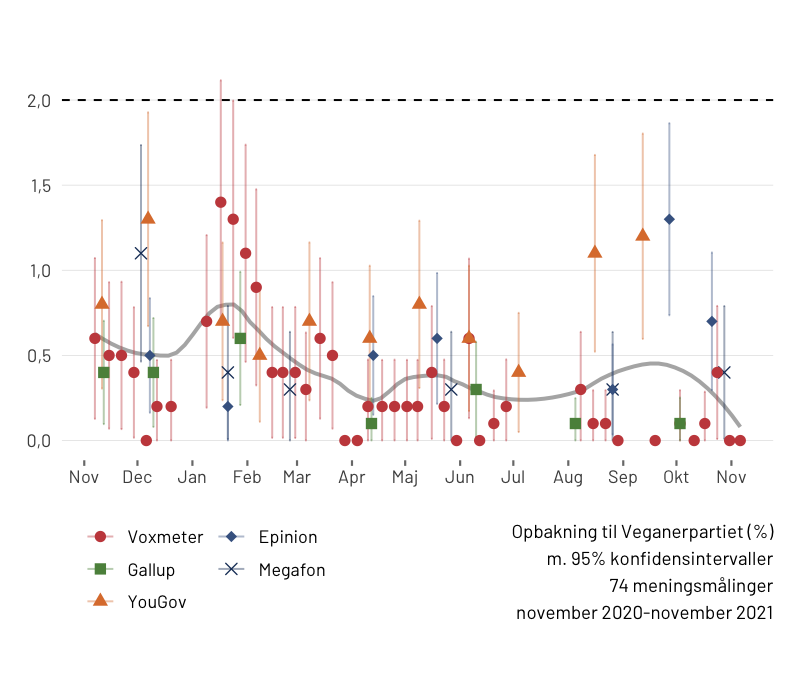 2,0
1,5
1,0
0,5
0,0
Nov Dec Jan Feb Mar Apr Maj Jun Jul Aug Sep Okt Nov
Voxmeter Epinion
Gallup Megafon
YouGov
Opbakning til Veganerpartiet (%)
m. 95% konfidensintervaller
74 meningsmålinger
november 2020-november 2021